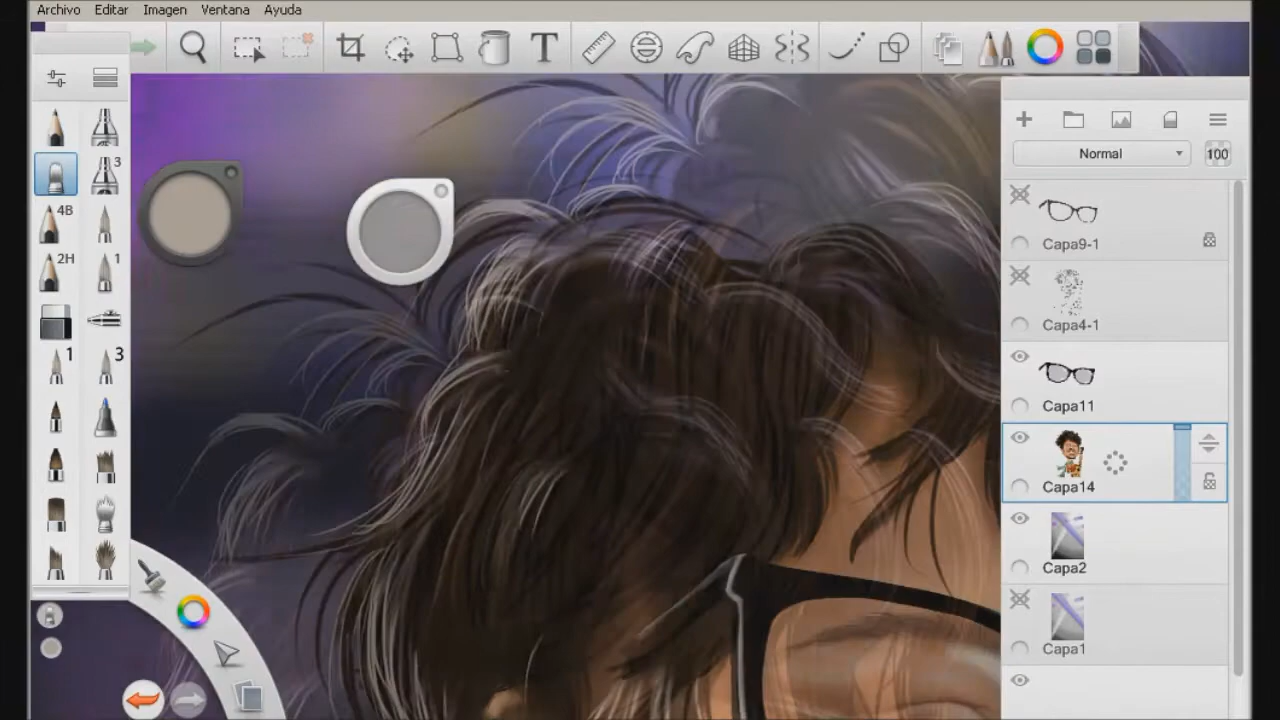 Archivo Editar Imagen Ventana Ayuda
T
3
4B
2H 1
1 3
Normal 100
Capa9-1
Capa4-1
Capa11
Capa14
Capa2
Capa1